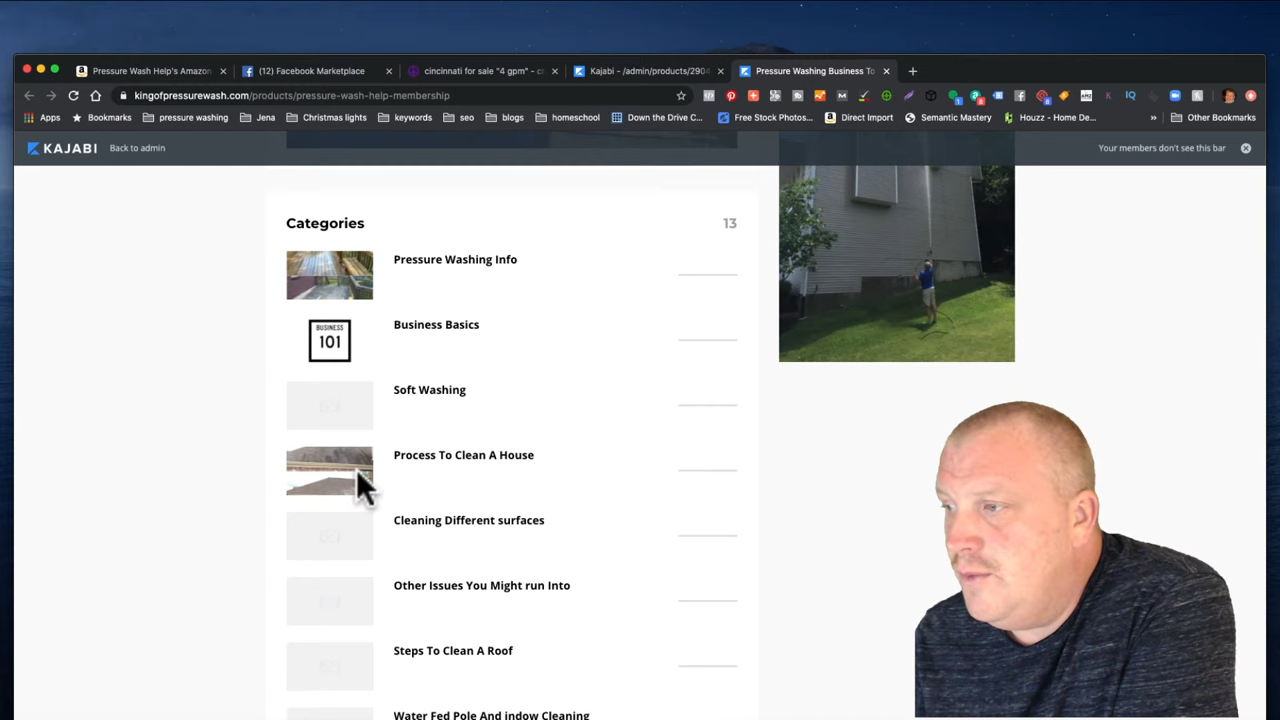 Pressure Wash Help's Amazon
(12) Facebook Marketplace
cincinnati for sale "4 gpm" - c
Kajabi - /admin/products/2904
Pressure Washing Business To
kingofpressurewash.com/products/pressure-wash-help-membership
Apps
Bookmarks
pressure washing
Jena
Christmas lights
keywords
seo
blogs
homeschool
Down the Drive C...
Free Stock Photos...
Direct Import
Semantic Mastery
Houzz - Home De...
»
Other Bookmarks
KAJABI
Back to admin
Your members don't see this bar
Categories
13
Pressure Washing Info
BUSINESS
101
Business Basics
Soft Washing
Process To Clean A House
Cleaning Different surfaces
Other Issues You Might run Into
Steps To Clean A Roof
Water Fed Pole And indow Cleaning